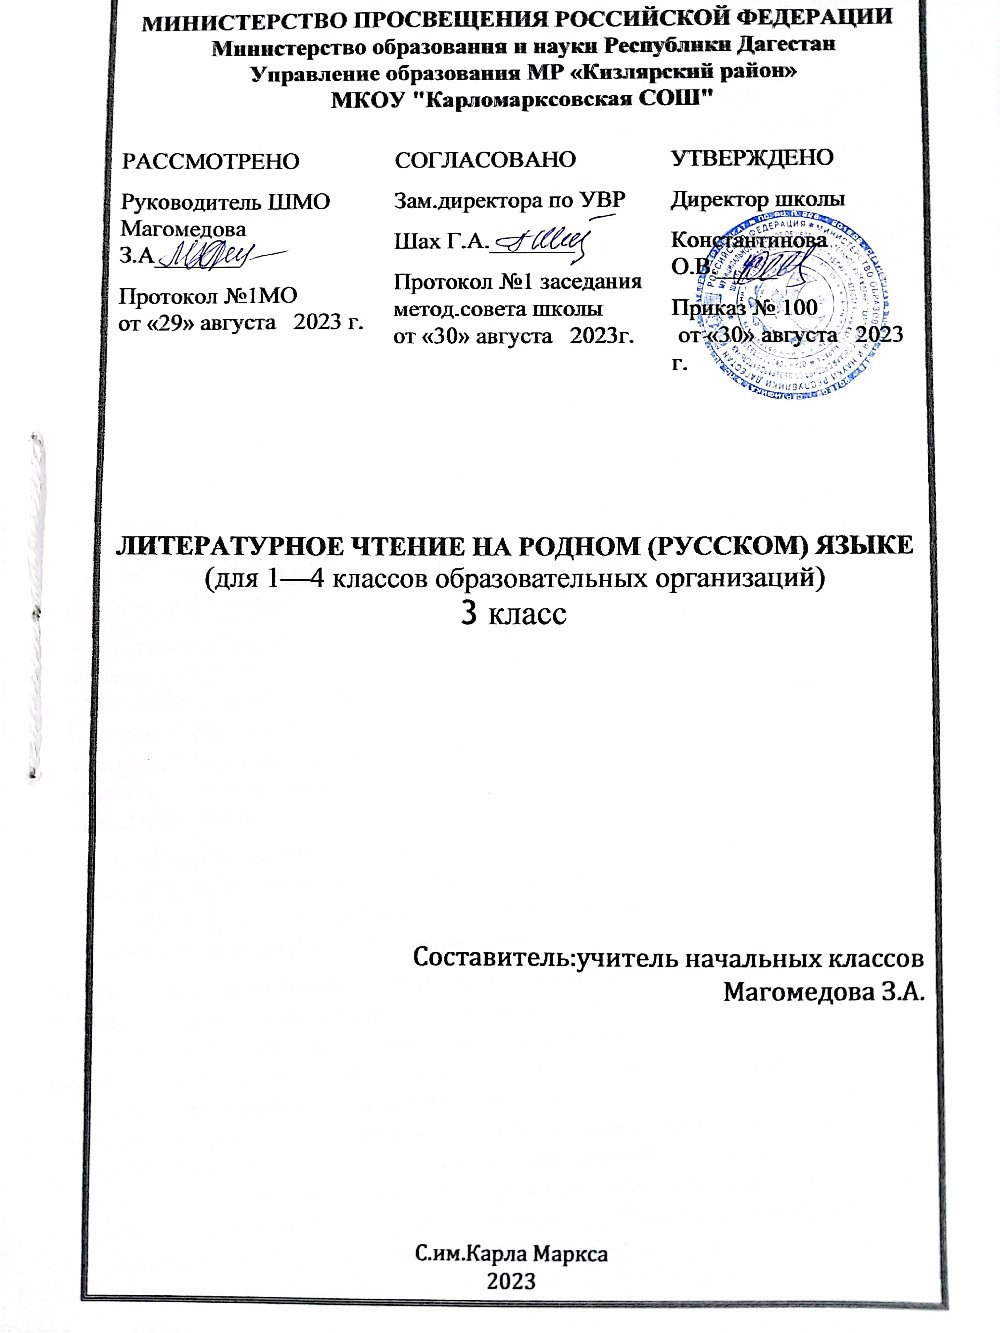 МИНИСТЕРСТВО ПРОСВЕЩЕНИЯ РОССИЙСКОЙ ФЕДЕРАЦИИ
Министерство образования и науки Республики Дагестан
Управление образования МР «Кизлярский район»
МКОУ "Карломарксовская СОШ"
РАССМОТРЕНО
Руководитель ШМО
Магомедова
З.А.
Протокол №1МО
от «29» августа 2023 г.
СОГЛАСОВАНО
Зам.директора по УВР
Шах Г.А.
Протокол №1 заседания
метод.совета школы
от «30» августа 2023г.
УТВЕРЖДЕНО
Директор школы
Константинова
О.В.
Приказ № 100
от «30» августа 2023
г.
ЛИТЕРАТУРНОЕ ЧТЕНИЕ НА РОДНОМ (РУССКОМ) ЯЗЫКЕ
(для 1—4 классов образовательных организаций)
3 класс
Составитель:учитель начальных классов
Магомедова З.А.
С.им.Карла Маркса
2023